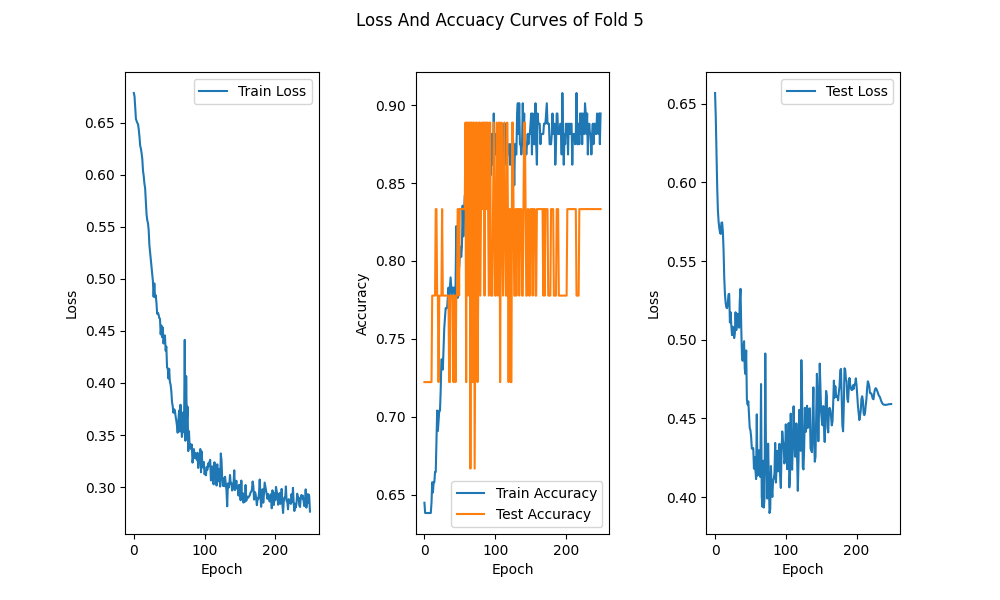 Loss And Accuacy Curves of Fold 5
Train Loss
0.65
0.60
0.55
0.50
0.45
0.40
0.35
0.30
Loss
0
100
200
Epoch
0.90
0.85
0.80
0.75
0.70
0.65
Accuracy
Train Accuracy
Test Accuracy
0
100
200
Epoch
Test Loss
0.65
0.60
0.55
0.50
0.45
0.40
Loss
0
100
200
Epoch